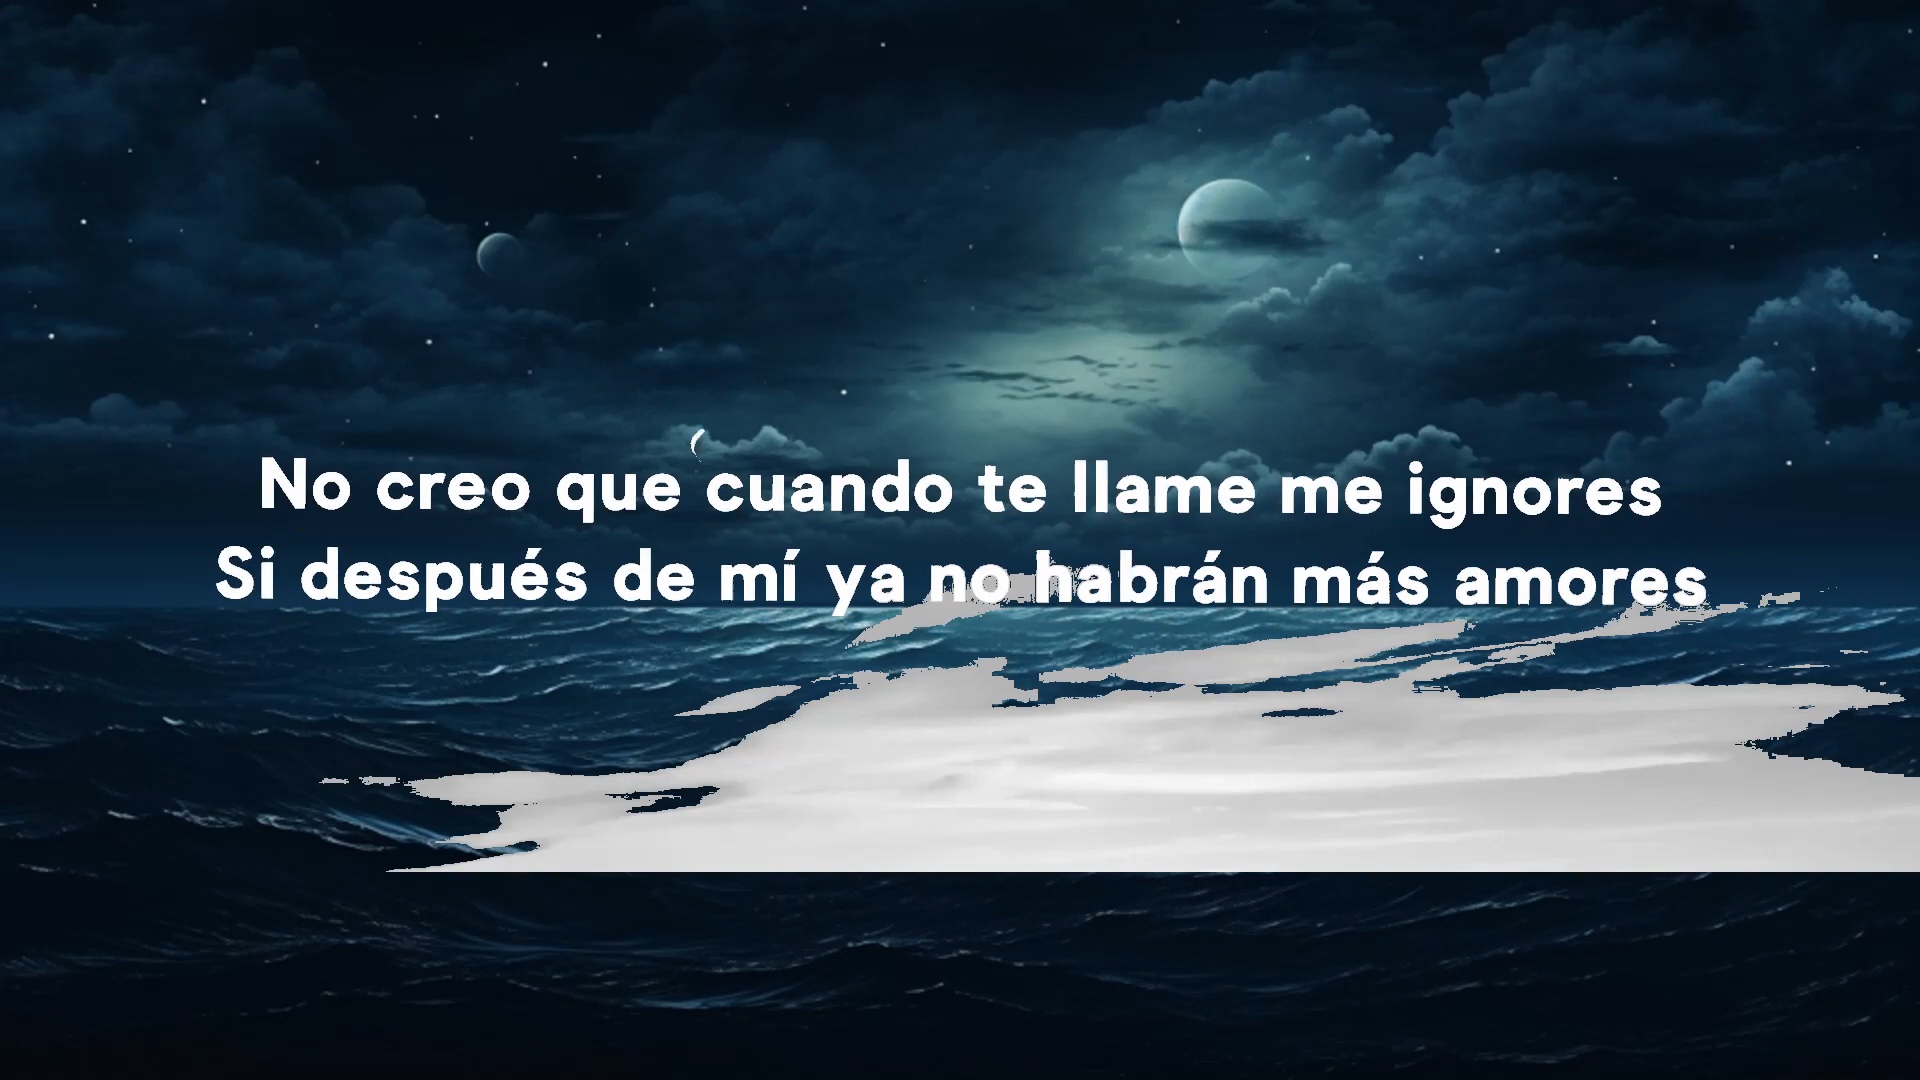 No creo que cuando te llame me ignores
Si después de mí ya no habrán más amores